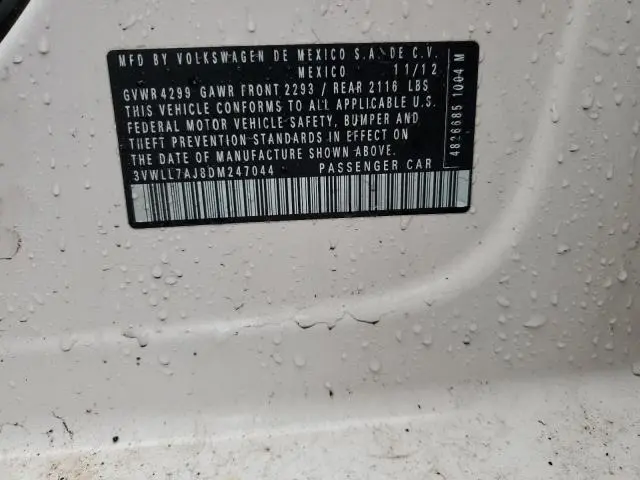 MFD BY VOLKSWAGEN DE MEXICO S.A. DE C.V.
MEXICO 11/12
GVWR 4299 GAWR FRONT 2293 / REAR 2116 LBS
THIS VEHICLE CONFORMS TO ALL APPLICABLE U.S.
FEDERAL MOTOR VEHICLE SAFETY, BUMPER AND
THEFT PREVENTION STANDARDS IN EFFECT ON
THE DATE OF MANUFACTURE SHOWN ABOVE.
3VWLL7AJ8DM247044 PASSENGER CAR
4826685 1004 M